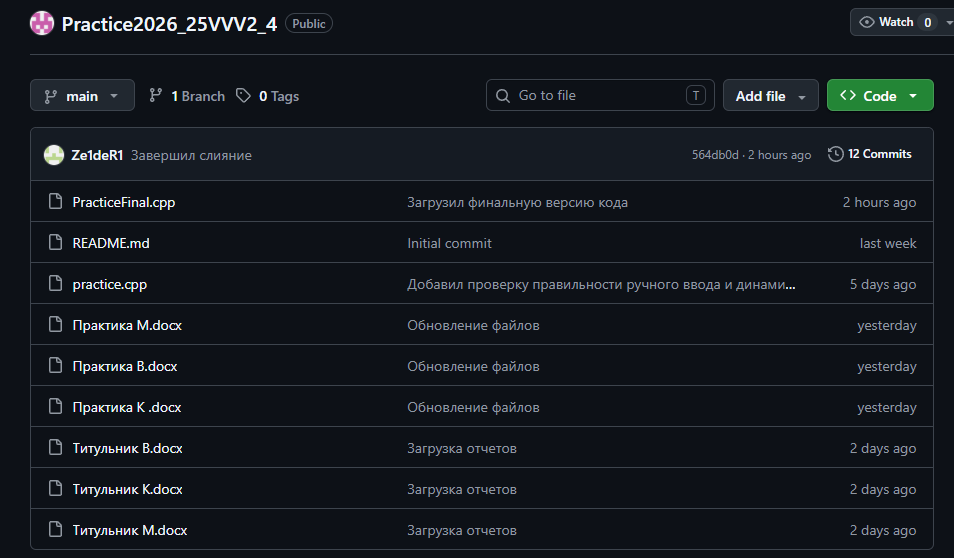 Practice2026_25VVV2_4 Public Watch 0
main 1 Branch 0 Tags Go to file T Add file Code
Ze1deR1 Завершил слияние 564db0d · 2 hours ago 12 Commits
PracticeFinal.cpp Загрузил финальную версию кода 2 hours ago
README.md Initial commit last week
practice.cpp Добавил проверку правильности ручного ввода и динами... 5 days ago
Практика М.docx Обновление файлов yesterday
Практика В.docx Обновление файлов yesterday
Практика К .docx Обновление файлов yesterday
Титульник В.docx Загрузка отчетов 2 days ago
Титульник К.docx Загрузка отчетов 2 days ago
Титульник М.docx Загрузка отчетов 2 days ago